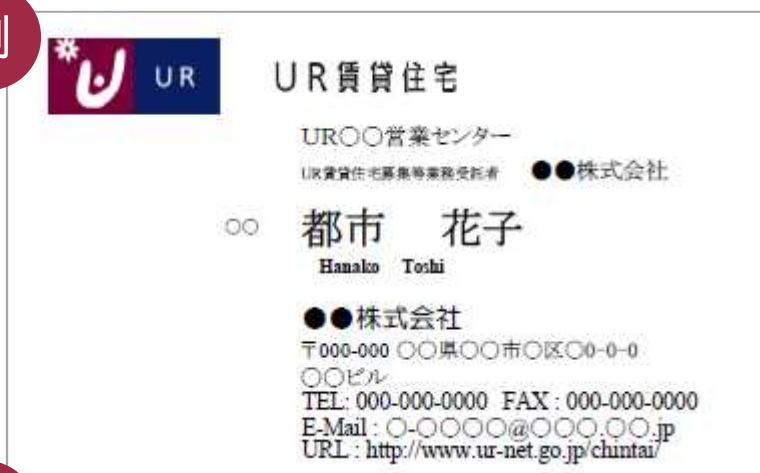 例
UR UR賃貸住宅
UR○○営業センター
UR賃貸住宅募集等業務受託者 ●●株式会社
○○ 都市 花子
Hanako Toshi
●●株式会社
〒000-000 ○○県○○市○区○0-0-0
○○ビル
TEL: 000-000-0000 FAX : 000-000-0000
E-Mail : ○-○○○○@○○○.○○.jp
URL : http://www.ur-net.go.jp/chintai/